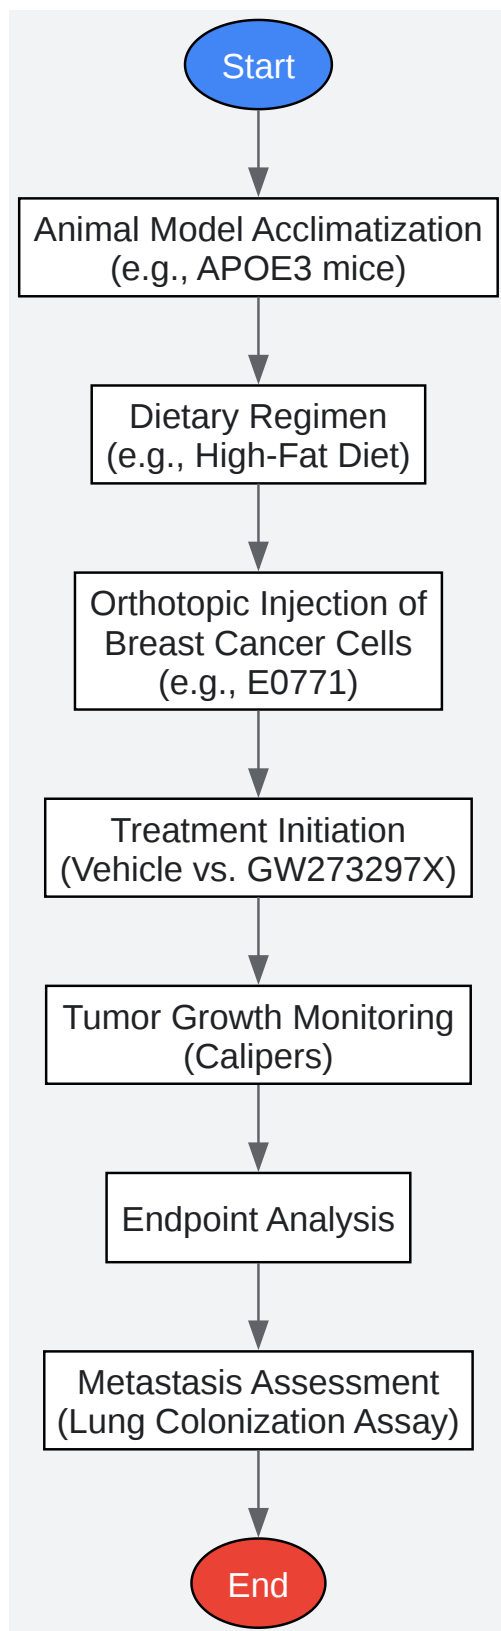 Start
Animal Model Acclimatization
(e.g., APOE3 mice)
Dietary Regimen
(e.g., High-Fat Diet)
Orthotopic Injection of
Breast Cancer Cells
(e.g., E0771)
Treatment Initiation
(Vehicle vs. GW273297X)
Tumor Growth Monitoring
(Calipers)
Endpoint Analysis
Metastasis Assessment
(Lung Colonization Assay)
End